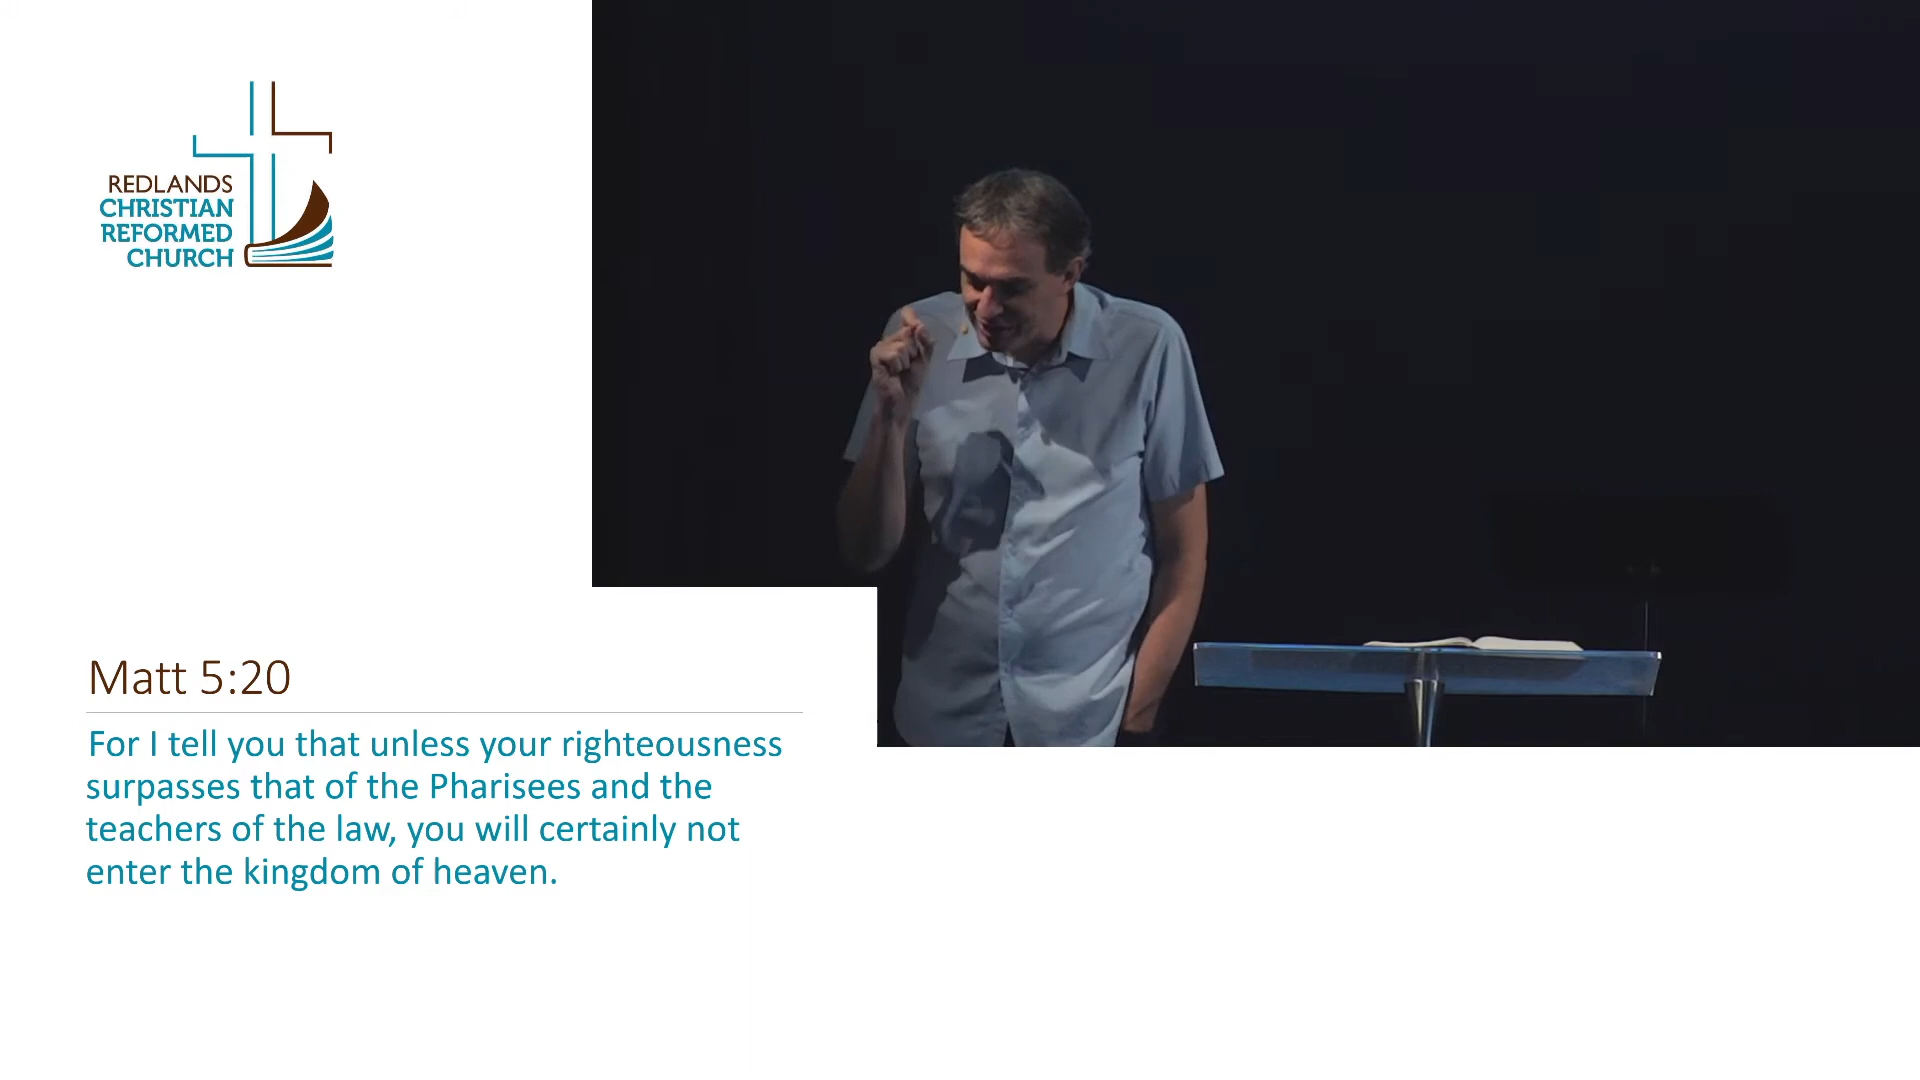 REDLANDS
CHRISTIAN
REFORMED
CHURCH
Matt 5:20
For I tell you that unless your righteousness
surpasses that of the Pharisees and the
teachers of the law, you will certainly not
enter the kingdom of heaven.